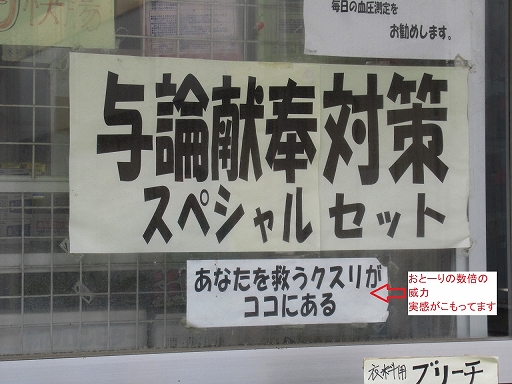 毎日の血圧測定を
お勧めします。
与論献奉対策
スペシャルセット
あなたを救うクスリが
ココにある
おとーりの数倍の
威力
実感がこもってます
衣料用 ブリーチ